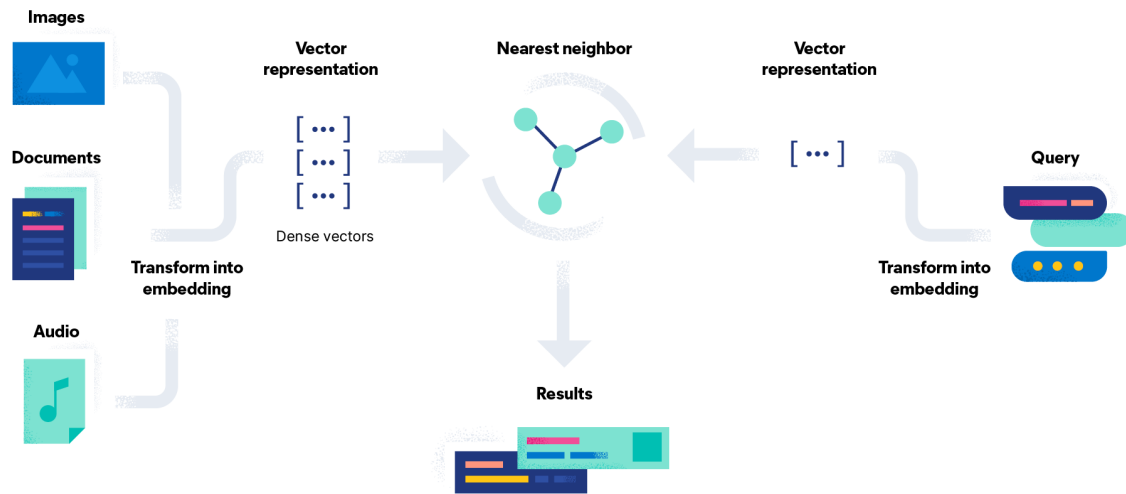 Images
Vector
representation
Nearest neighbor
Vector
representation
[ ••• ]
[ ••• ]
[ ••• ]
[ ••• ]
Documents
Query
Dense vectors
Transform into
embedding
Transform into
embedding
Audio
Results